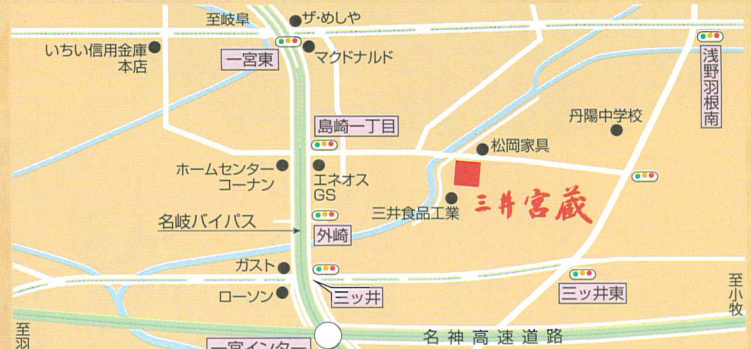 至岐阜
ザ・めしや
いちい信用金庫
本店
一宮東
マクドナルド
浅野羽根南
島崎一丁目
丹陽中学校
松岡家具
ホームセンター
コーナン
エネオス
GS
三井食品工業
三井宮蔵
名岐バイパス
外崎
ガスト
ローソン
三ッ井
三ッ井東
至小牧
至羽
名神高速道路
一宮インター